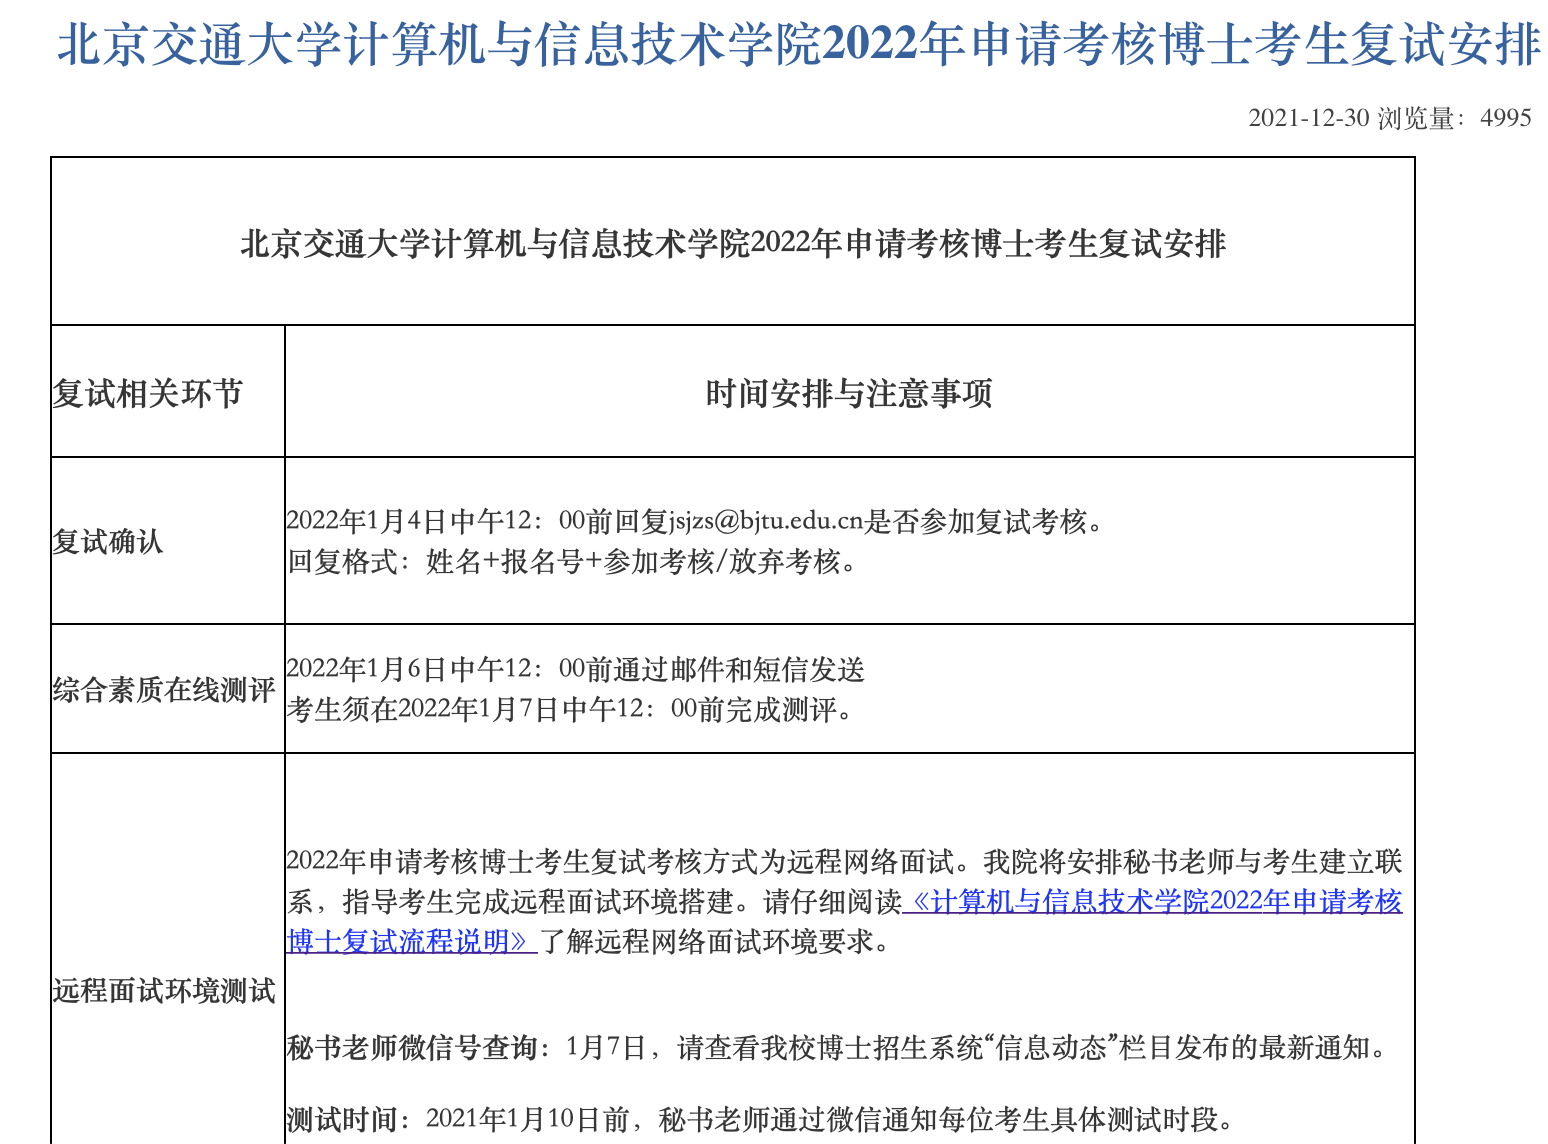 北京交通大学计算机与信息技术学院2022年申请考核博士考生复试安排
2021-12-30 浏览量：4995
北京交通大学计算机与信息技术学院2022年申请考核博士考生复试安排
复试相关环节
时间安排与注意事项
复试确认
2022年1月4日中午12：00前回复jsjzs@bjtu.edu.cn是否参加复试考核。
回复格式：姓名+报名号+参加考核/放弃考核。
综合素质在线测评
2022年1月6日中午12：00前通过邮件和短信发送
考生须在2022年1月7日中午12：00前完成测评。
远程面试环境测试
2022年申请考核博士考生复试考核方式为远程网络面试。我院将安排秘书老师与考生建立联
系，指导考生完成远程面试环境搭建。请仔细阅读《计算机与信息技术学院2022年申请考核
博士复试流程说明》了解远程网络面试环境要求。
秘书老师微信号查询：1月7日，请查看我校博士招生系统“信息动态”栏目发布的最新通知。
测试时间：2021年1月10日前，秘书老师通过微信通知每位考生具体测试时段。